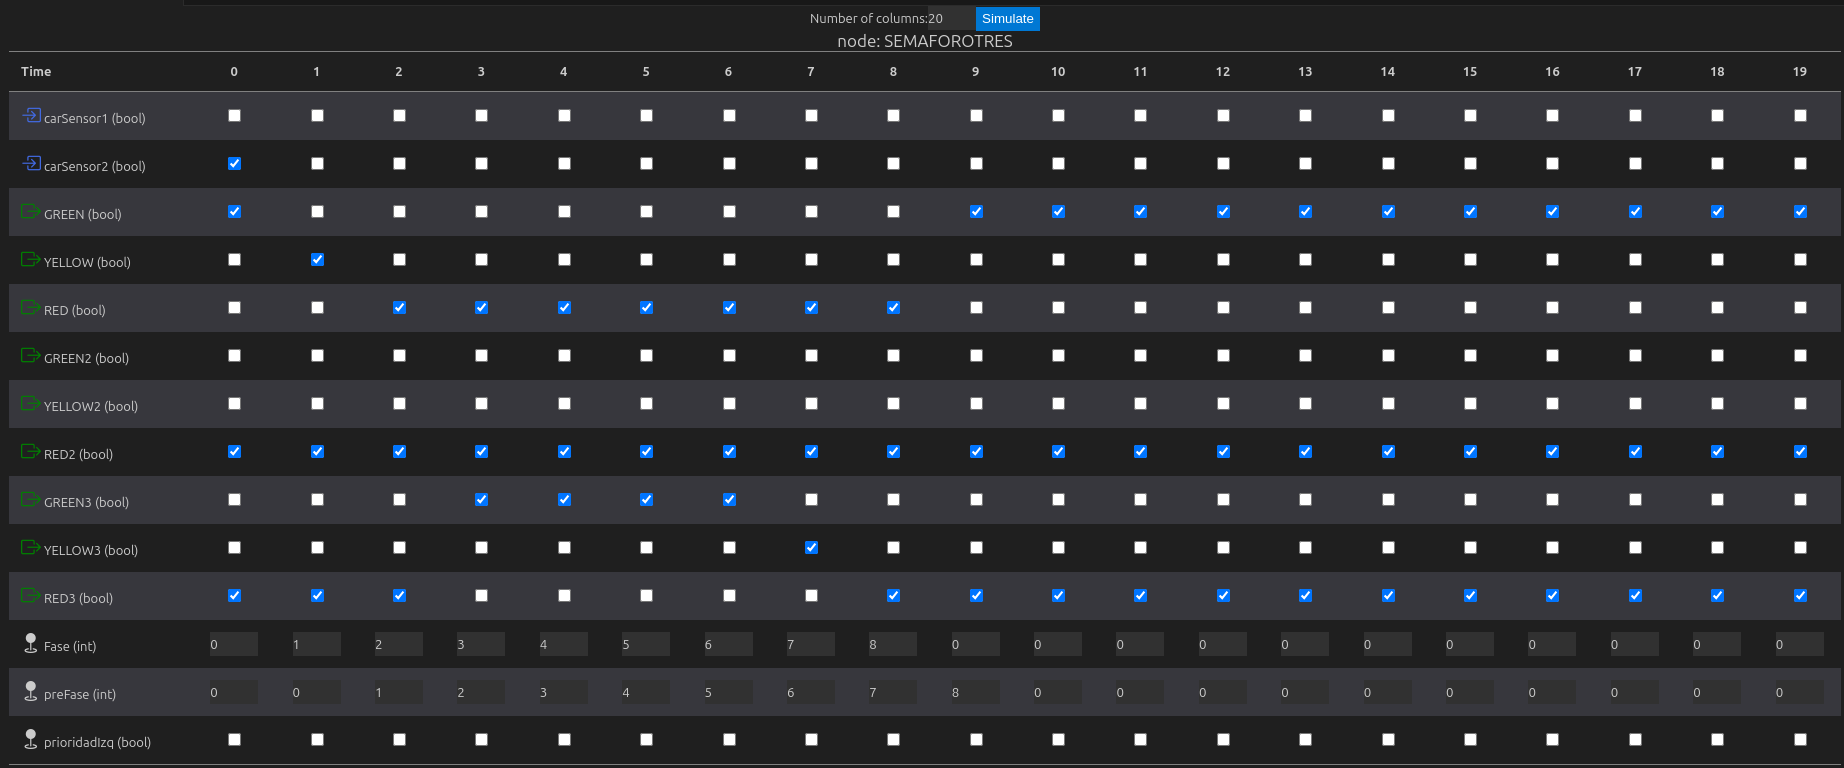 Number of columns:20 Simulate
node: SEMAFOROTRES
Time 0 1 2 3 4 5 6 7 8 9 10 11 12 13 14 15 16 17 18 19
carSensor1 (bool)
carSensor2 (bool)
GREEN (bool)
YELLOW (bool)
RED (bool)
GREEN2 (bool)
YELLOW2 (bool)
RED2 (bool)
GREEN3 (bool)
YELLOW3 (bool)
RED3 (bool)
Fase (int) 0 1 2 3 4 5 6 7 8 0 0 0 0 0 0 0 0 0 0 0
preFase (int) 0 0 1 2 3 4 5 6 7 8 0 0 0 0 0 0 0 0 0 0
prioridadIzq (bool)